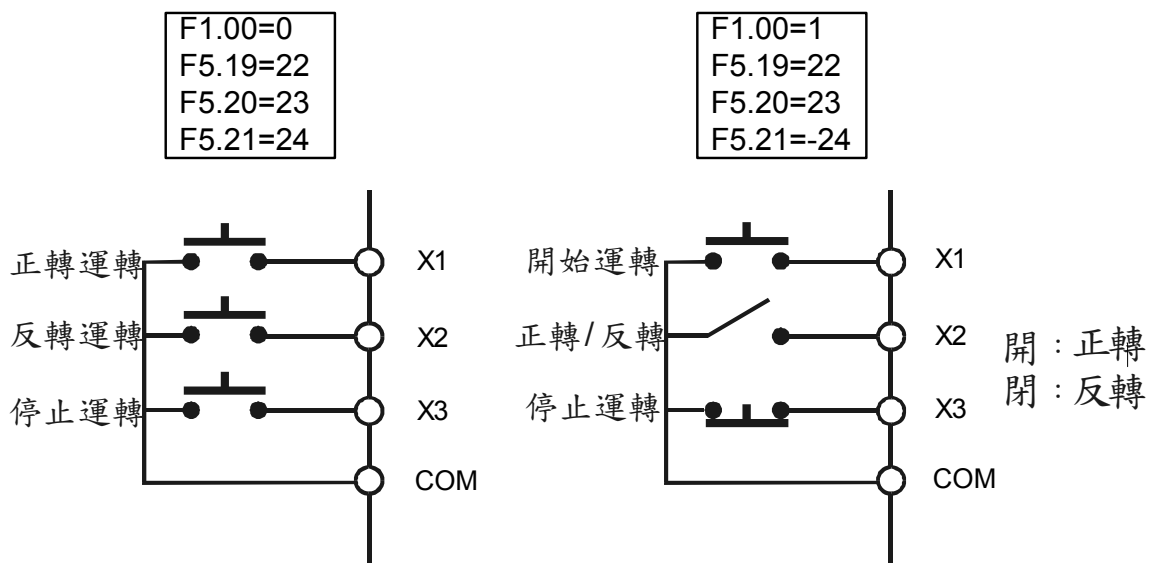 F1.00=0
F5.19=22
F5.20=23
F5.21=24
正轉運轉
X1
反轉運轉
X2
停止運轉
X3
COM
F1.00=1
F5.19=22
F5.20=23
F5.21=-24
開始運轉
X1
正轉/反轉
X2
停止運轉
X3
COM
開:正轉
閉:反轉